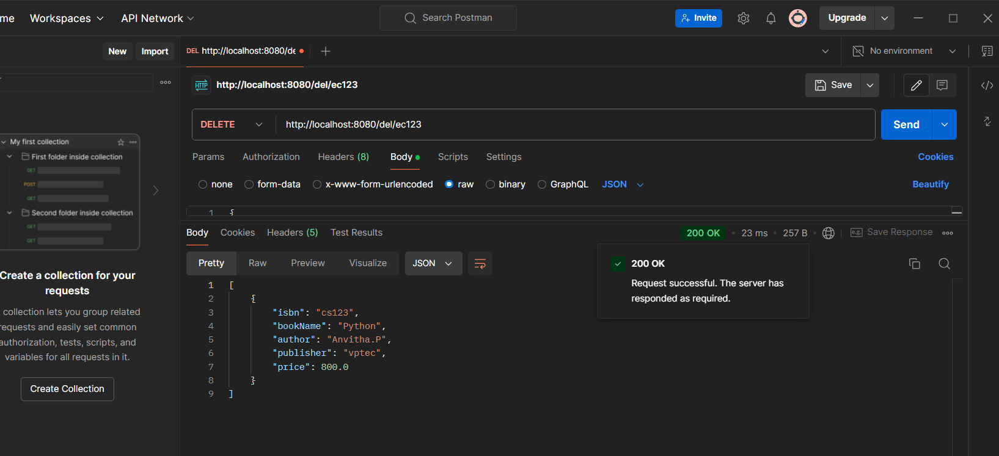 me Workspaces API Network Search Postman Invite Upgrade
New Import DEL http://localhost:8080/de No environment
HTTP http://localhost:8080/del/ec123 Save
DELETE http://localhost:8080/del/ec123 Send
Params Authorization Headers (8) Body Scripts Settings Cookies
none form-data x-www-form-urlencoded raw binary GraphQL JSON Beautify
1 {
My first collection
First folder inside collection
GET
POST
GET
Second folder inside collection
GET
GET
Create a collection for your
requests
collection lets you group related
requests and easily set common
authorization, tests, scripts, and
variables for all requests in it.
Create Collection
Body Cookies Headers (5) Test Results 200 OK • 23 ms • 257 B • e.g. Save Response
200 OK
Request successful. The server has
responded as required.
Pretty Raw Preview Visualize JSON
1 [
2 {
3 "isbn": "cs123",
4 "bookName": "Python",
5 "author": "Anvitha.P",
6 "publisher": "vptec",
7 "price": 800.0
8 }
9 ]